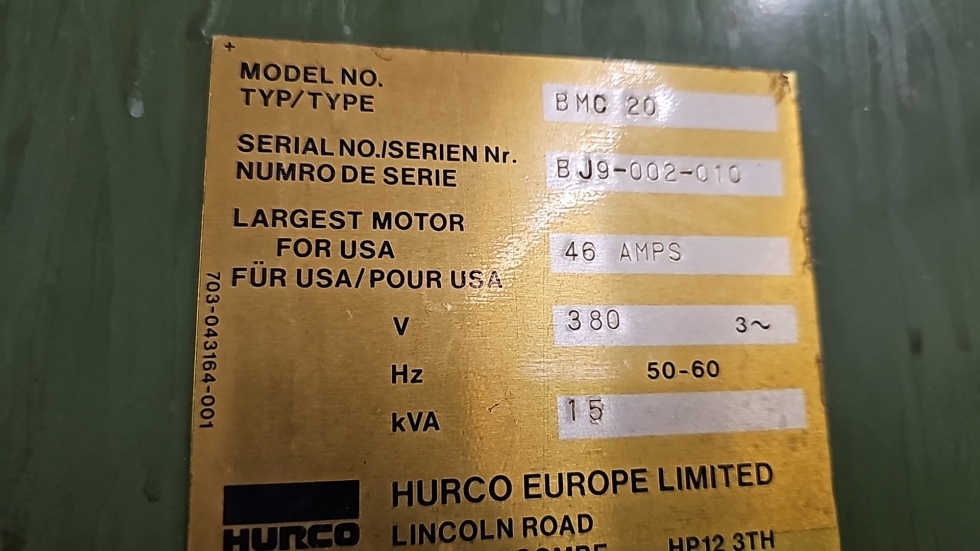 MODEL NO.
TYP/TYPE BMC 20
SERIAL NO./SERIEN Nr.
NUMRO DE SERIE BJ9-002-010
LARGEST MOTOR
FOR USA 46 AMPS
FÜR USA/POUR USA
V 380 3~
Hz 50-60
kVA 15
703-043164-001
HURCO
HURCO EUROPE LIMITED
LINCOLN ROAD
HP12 3TH